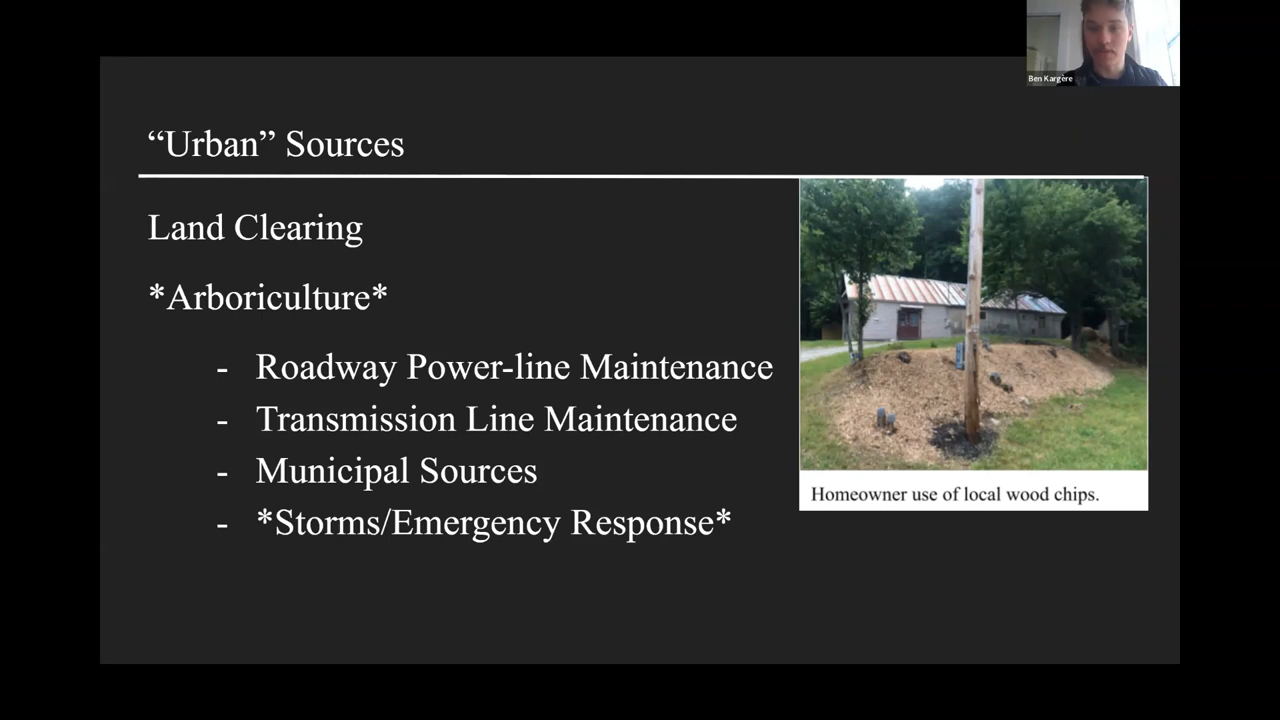 Ben Kargère
“Urban” Sources
Land Clearing
*Arboriculture*
- Roadway Power-line Maintenance
- Transmission Line Maintenance
- Municipal Sources
- *Storms/Emergency Response*
Homeowner use of local wood chips.